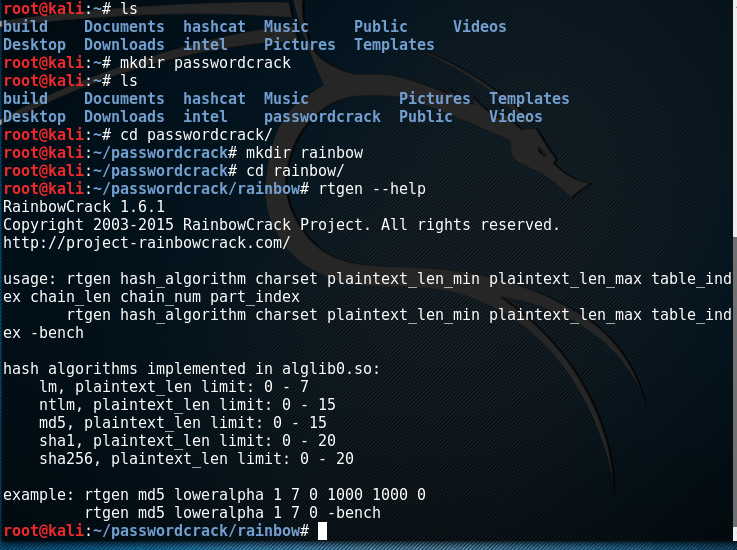 root@kali:~# ls
build    Documents  hashcat  Music     Public     Videos
Desktop  Downloads  intel    Pictures  Templates
root@kali:~# mkdir passwordcrack
root@kali:~# ls
build    Documents  hashcat  Music          Pictures  Templates
Desktop  Downloads  intel    passwordcrack  Public    Videos
root@kali:~# cd passwordcrack/
root@kali:~/passwordcrack# mkdir rainbow
root@kali:~/passwordcrack# cd rainbow/
root@kali:~/passwordcrack/rainbow# rtgen --help
RainbowCrack 1.6.1
Copyright 2003-2015 RainbowCrack Project. All rights reserved.
http://project-rainbowcrack.com/

usage: rtgen hash_algorithm charset plaintext_len_min plaintext_len_max table_ind
ex chain_len chain_num part_index
       rtgen hash_algorithm charset plaintext_len_min plaintext_len_max table_ind
ex -bench

hash algorithms implemented in alglib0.so:
    lm, plaintext_len limit: 0 - 7
    ntlm, plaintext_len limit: 0 - 15
    md5, plaintext_len limit: 0 - 15
    sha1, plaintext_len limit: 0 - 20
    sha256, plaintext_len limit: 0 - 20

example: rtgen md5 loweralpha 1 7 0 1000 1000 0
         rtgen md5 loweralpha 1 7 0 -bench
root@kali:~/passwordcrack/rainbow#